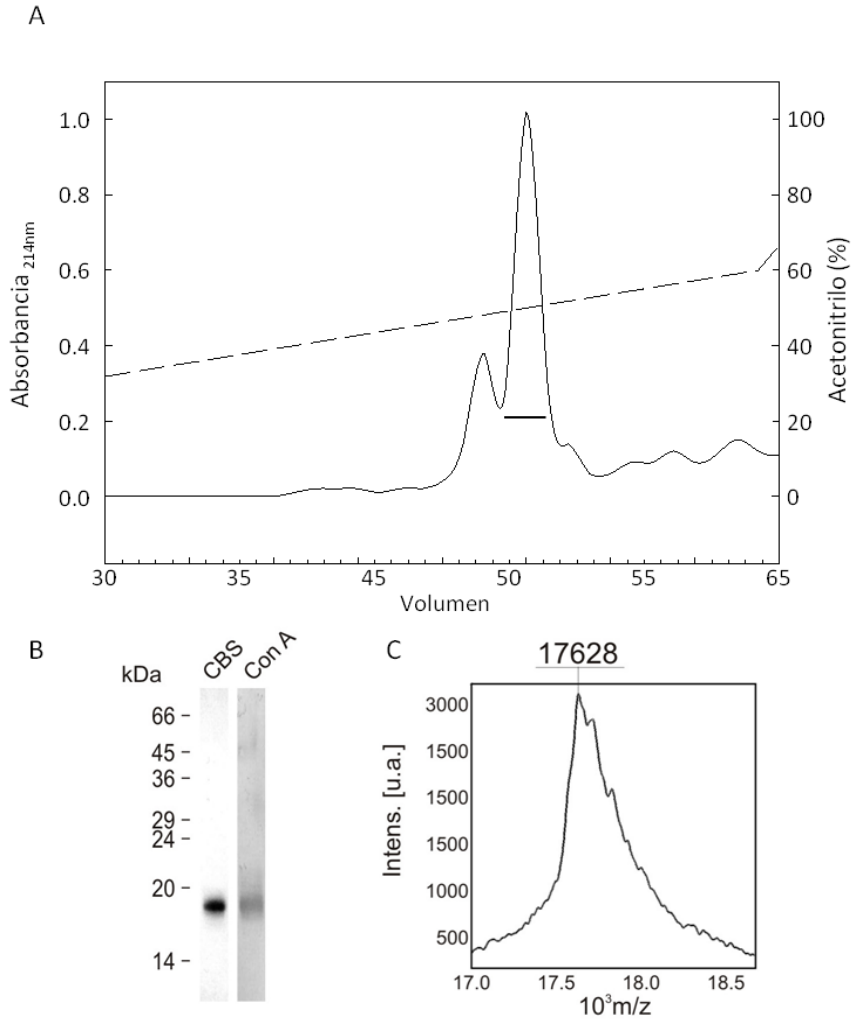 A
Absorbancia 214nm
1.0
0.8
0.6
0.4
0.2
0.0
100
80
60
40
20
0
Acetonitrilo (%)
30 35 45 50 55 65
Volumen
B
kDa
CBS
Con A
66
45
36
29
24
20
14
C
17628
Intens. [u.a.]
3000
1500
1500
1500
1000
500
17.0 17.5 18.0 18.5
10³m/z